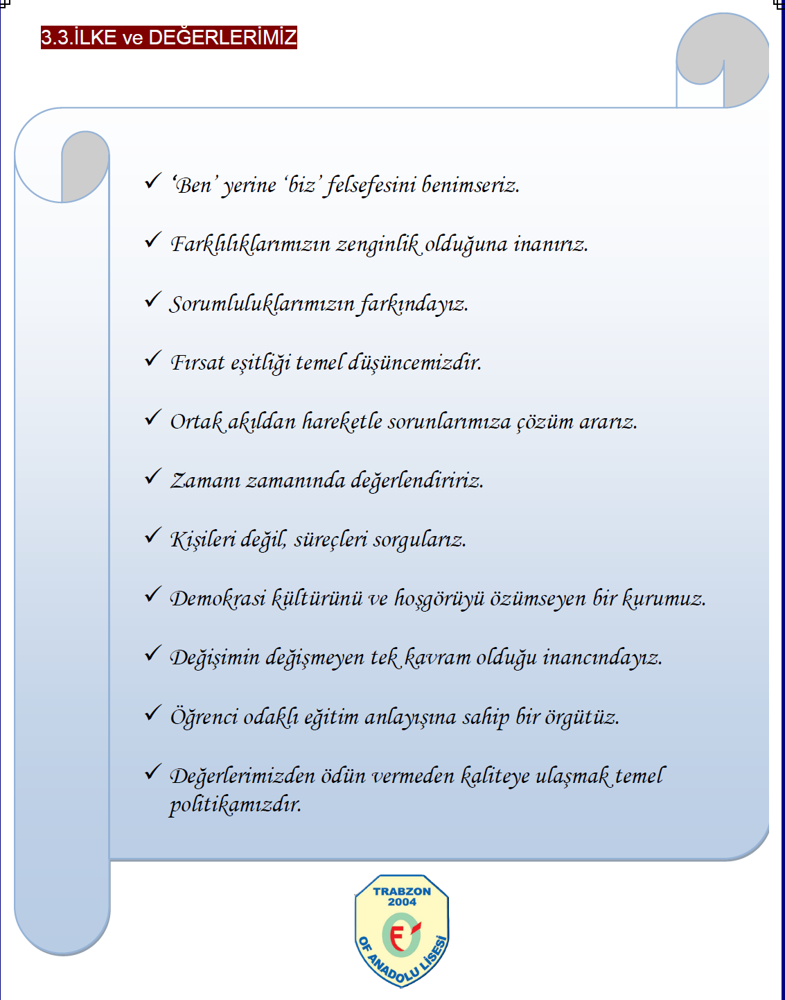 3.3.İLKE ve DEĞERLERİMİZ
✓ ‘Ben’ yerine ‘biz’ felsefesini benimseriz.
✓ Farklılıklarımızın zenginlik olduğuna inanırız.
✓ Sorumluluklarımızın farkındayız.
✓ Fırsat eşitliği temel düşüncemizdir.
✓ Ortak akıldan hareketle sorunlarımıza çözüm ararız.
✓ Zamanı zamanında değerlendiririz.
✓ Kişileri değil, süreçleri sorgularız.
✓ Demokrasi kültürünü ve hoşgörüyü özümseyen bir kurumuz.
✓ Değişimin değişmeyen tek kavram olduğu inancındayız.
✓ Öğrenci odaklı eğitim anlayışına sahip bir örgütüz.
✓ Değerlerimizden ödün vermeden kaliteye ulaşmak temel
politikamızdır.
TRABZON
2004
OF ANADOLU LİSESİ